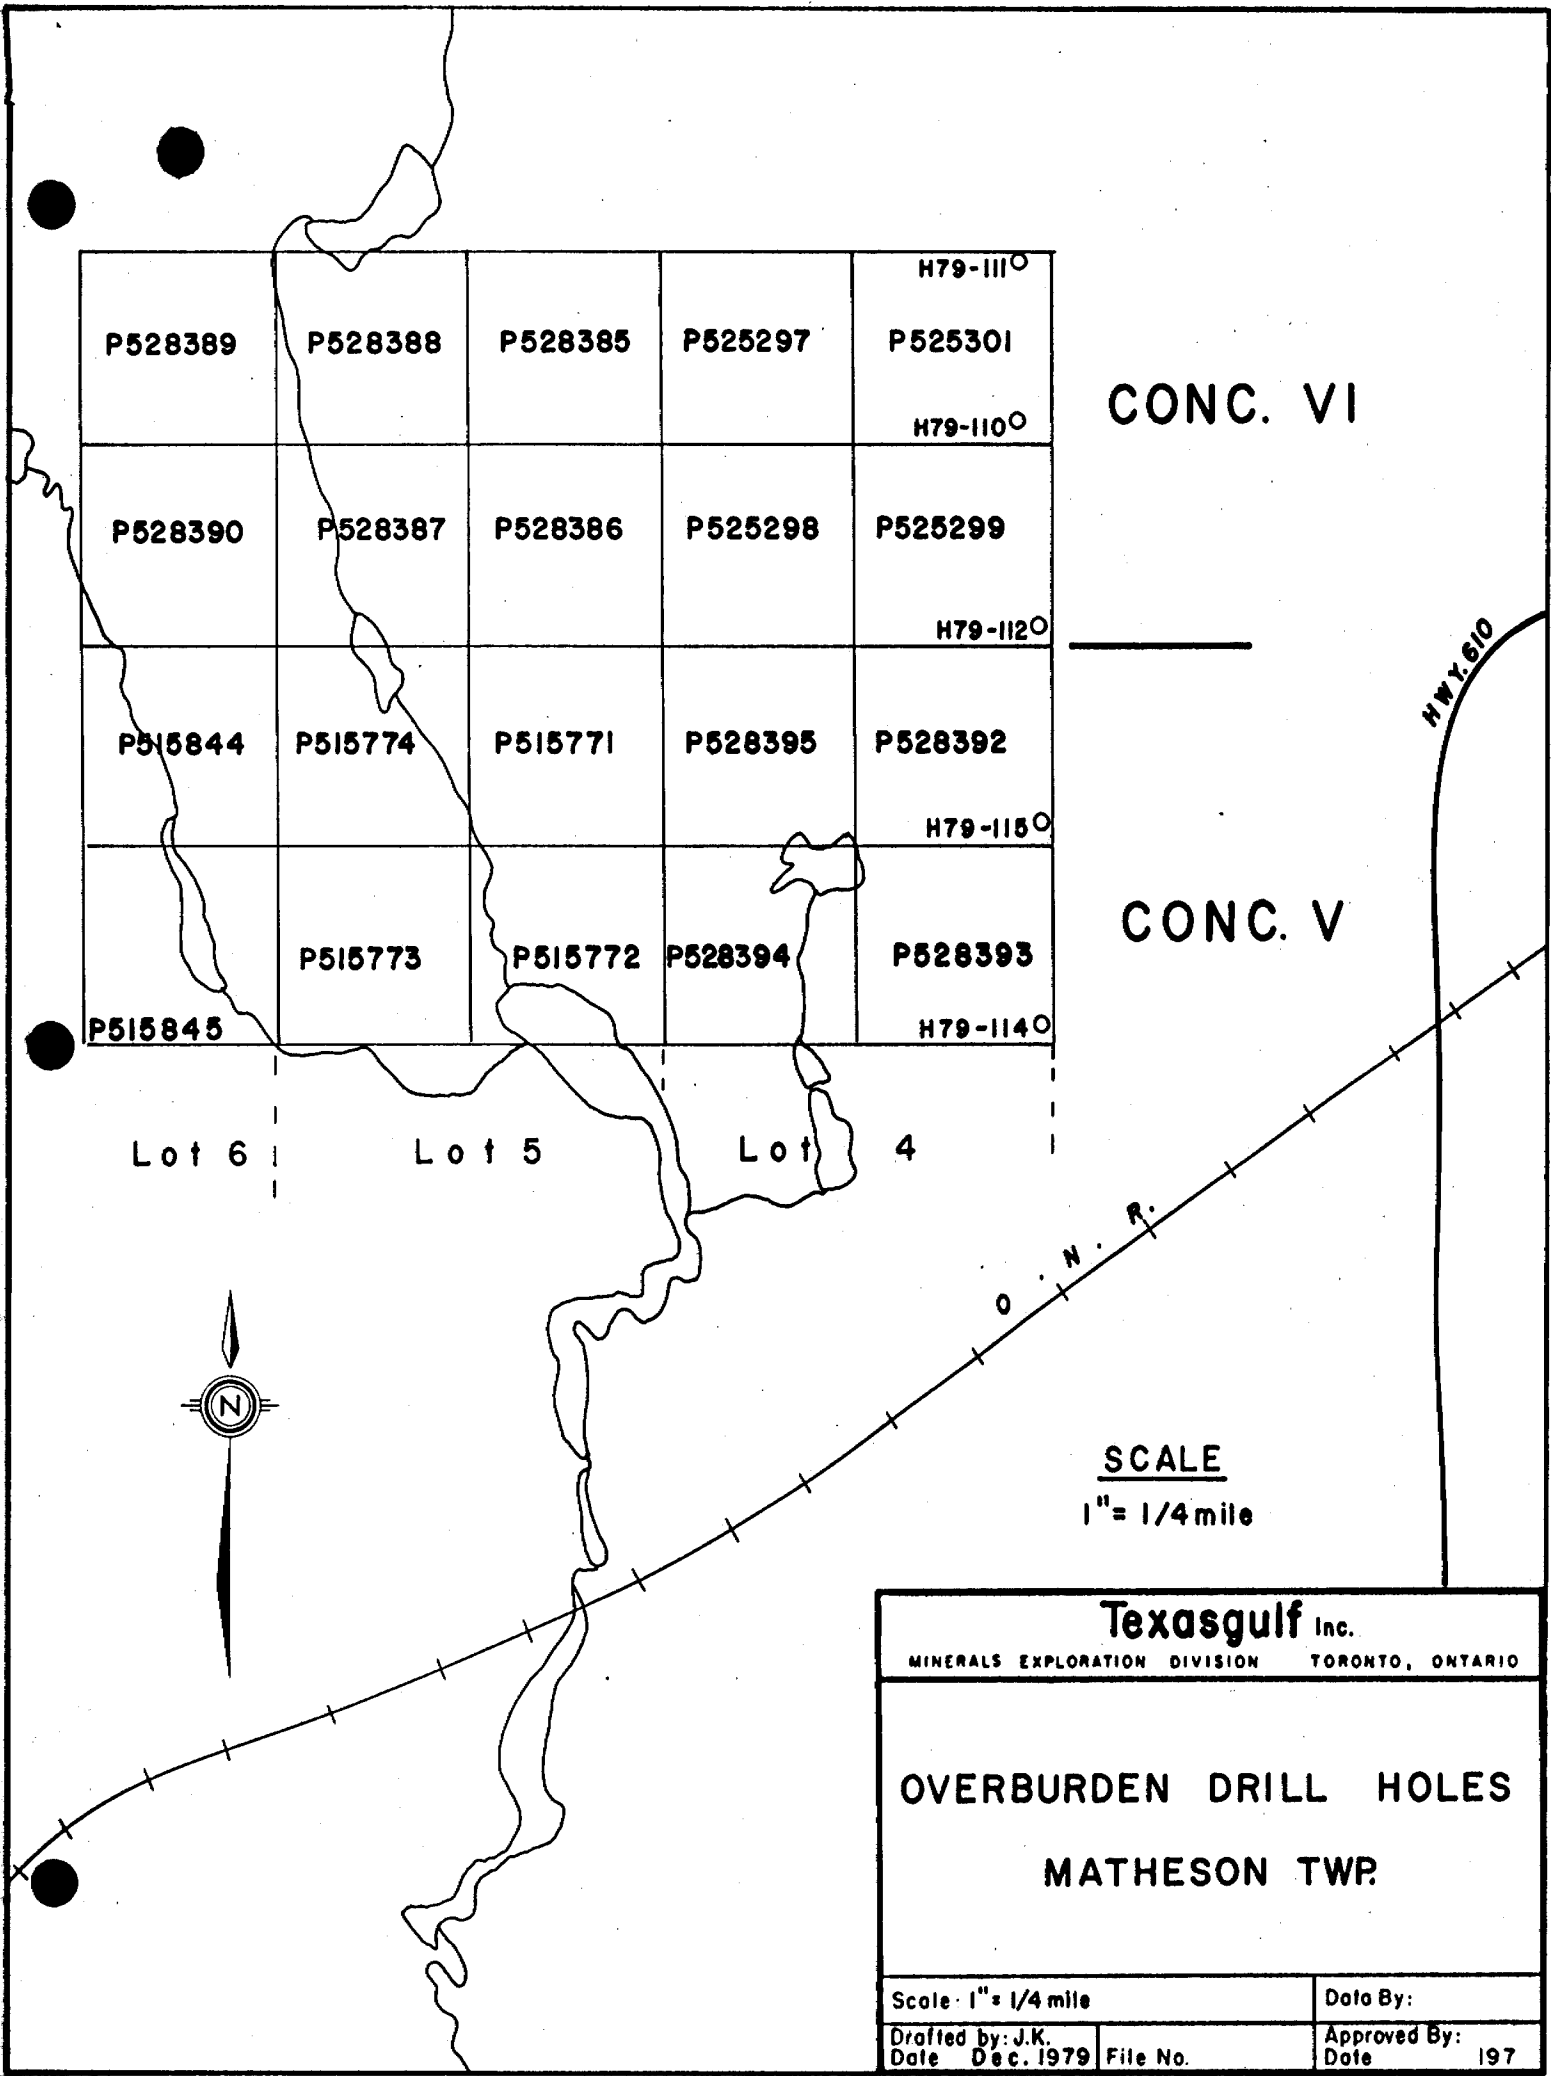 H79-111
P528389 P528388 P528385 P525297 P525301
CONC. VI
H79-110
P528390 P528387 P528386 P525298 P525299
H79-112
HWY. 610
P515844 P515774 P515771 P528395 P528392
H79-115
CONC. V
P515773 P515772 P528394 P528393
P515845 H79-114
Lot 6 Lot 5 Lot 4
O. N. R.
N
SCALE
1" = 1/4 mile
Texasgulf Inc.
MINERALS EXPLORATION DIVISION TORONTO, ONTARIO
OVERBURDEN DRILL HOLES
MATHESON TWP.
Scale: 1" = 1/4 mile Data By:
Drafted by: J.K. Approved By:
Date Dec. 1979 File No. Date 197